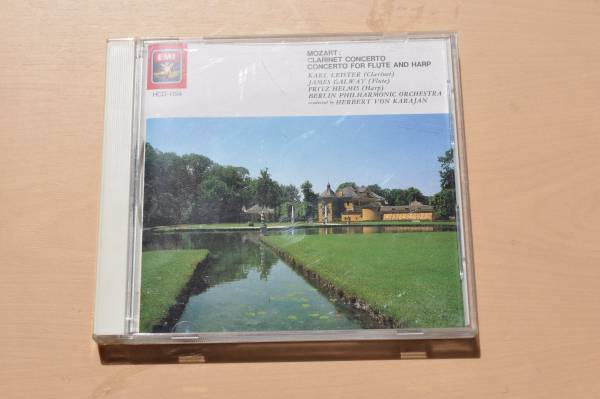 EMI
HCD-1194
MOZART:
CLARINET CONCERTO
CONCERTO FOR FLUTE AND HARP
KARL LEISTER (Clarinet)
JAMES GALWAY (Flute)
FRITZ HELMIS (Harp)
BERLIN PHILHARMONIC ORCHESTRA
conducted by HERBERT VON KARAJAN